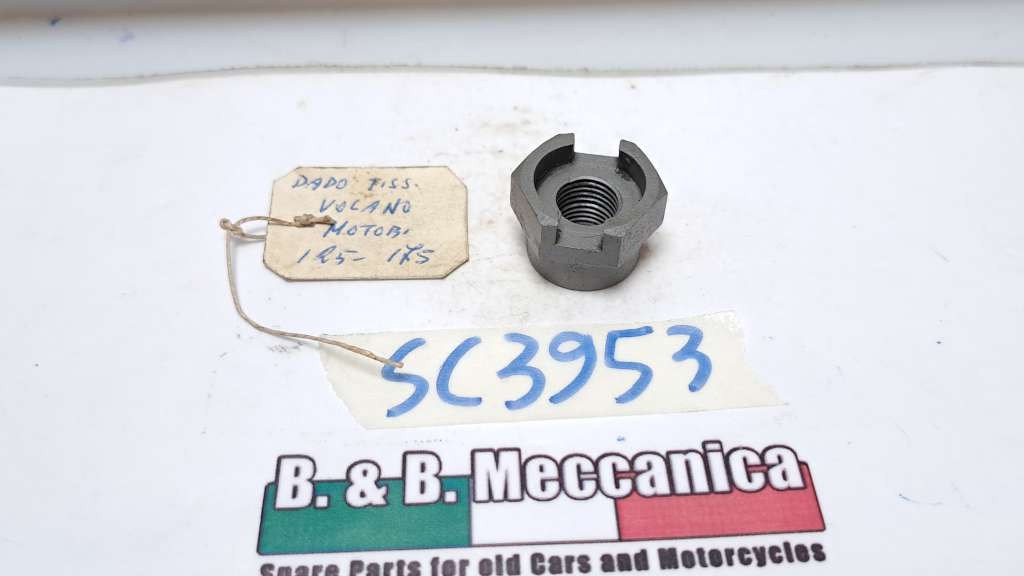 DADO FISS.
VOLANO
MOTOBI
125- 175
SC3953
B. & B. Meccanica
Spare Parts for old Cars and Motorcycles